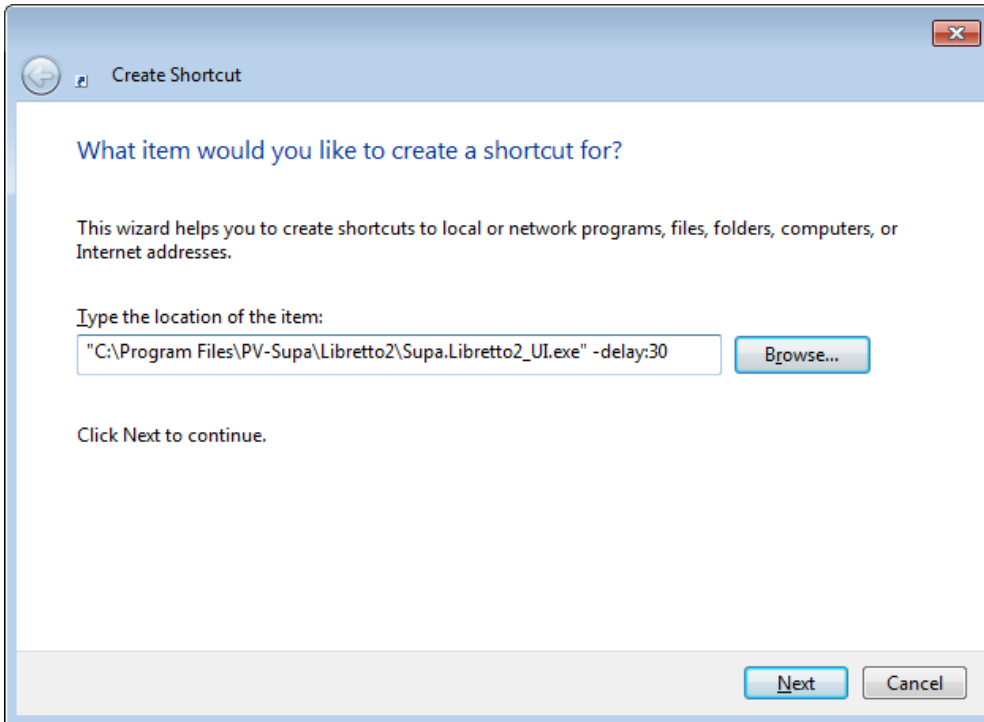 Create Shortcut
What item would you like to create a shortcut for?
This wizard helps you to create shortcuts to local or network programs, files, folders, computers, or
Internet addresses.
Type the location of the item:
"C:\Program Files\PV-Supa\Libretto2\Supa.Libretto2_UI.exe" -delay:30
Browse...
Click Next to continue.
Next
Cancel